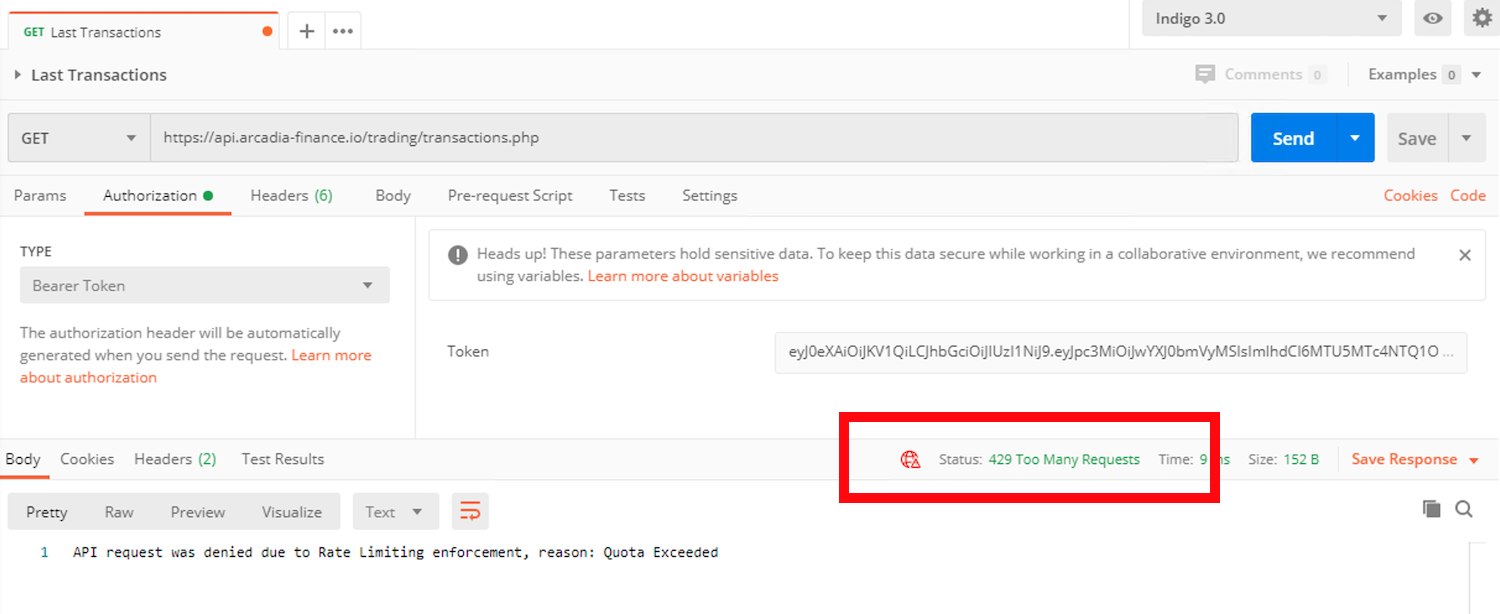 GET Last Transactions
Indigo 3.0
Last Transactions
Comments 0
Examples 0
GET
https://api.arcadia-finance.io/trading/transactions.php
Send
Save
Params
Authorization
Headers (6)
Body
Pre-request Script
Tests
Settings
Cookies
Code
TYPE
Bearer Token
The authorization header will be automatically
generated when you send the request. Learn more
about authorization
Heads up! These parameters hold sensitive data. To keep this data secure while working in a collaborative environment, we recommend
using variables. Learn more about variables
Token
eyJ0eXAiOiJKV1QiLCJhbGciOiJIUzI1NiJ9.eyJpc3MiOiJwYXJ0bmVyMSIsImlhdCI6MTU5MTc4NTQ1O ...
Body
Cookies
Headers (2)
Test Results
Status: 429 Too Many Requests
Time:
Size: 152 B
Save Response
Pretty
Raw
Preview
Visualize
Text
1 API request was denied due to Rate Limiting enforcement, reason: Quota Exceeded